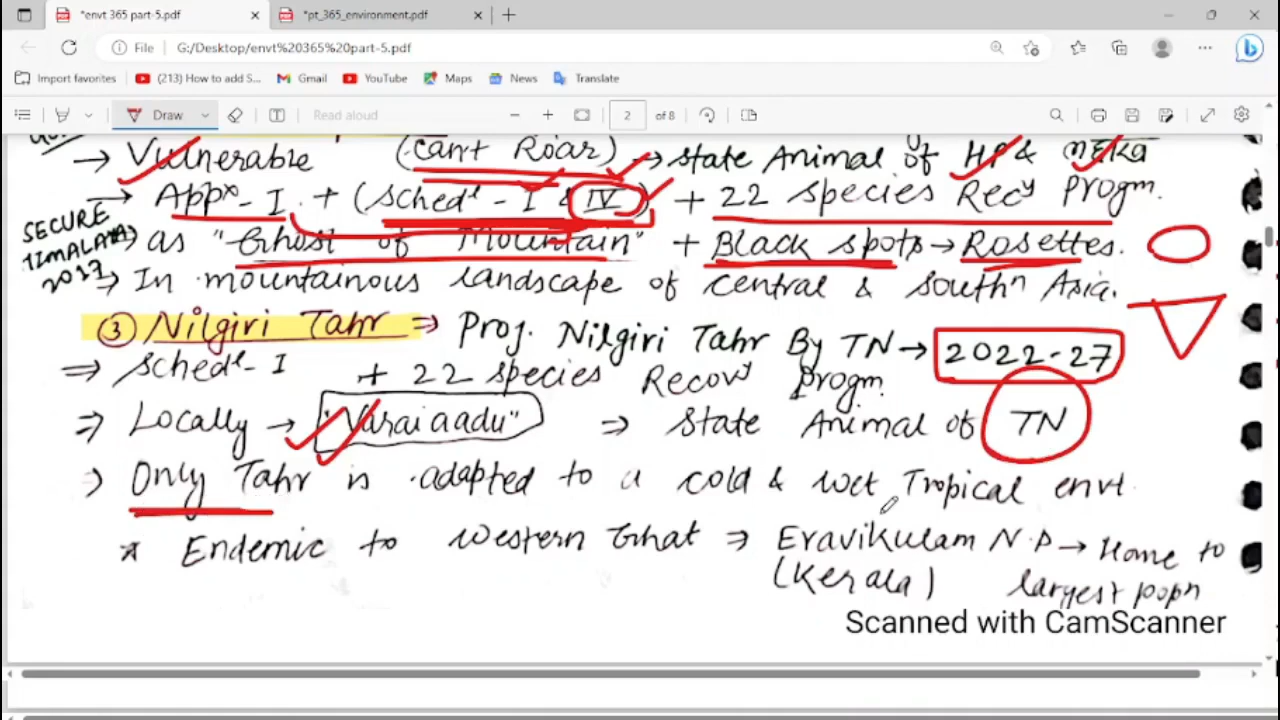 *envt 365 part-5.pdf
*pt_365_environment.pdf
File G:/Desktop/envt%20365%20part-5.pdf
Import favorites (213) How to add S... Gmail YouTube Maps News Translate
Draw Read aloud 2 of 8
→ Vulnerable (can't Roar) → state Animal of HP &
→ Appx - I + (schedl - I & IV) + 22 species Recy Progm.
SECURE
2017
as "Ghost of Mountain" + Black spots → Rosettes.
→ In mountainous landscape of central & southn Asia.
③ Nilgiri Tahr ⇒ Proj. Nilgiri Tahr By TN → 2022-27
⇒ schedl - I + 22 species Recovy Progm.
⇒ Locally → "Varaiaadu" ⇒ state Animal of TN
⇒ Only Tahr is adapted to a cold & wet Tropical envt.
* Endemic to western Ghat ⇒ Eravikulam N.P → Home to
(Kerala) largest popn
Scanned with CamScanner